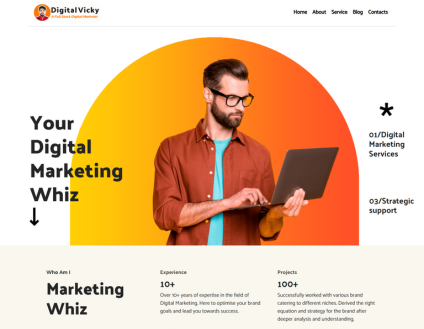 DigitalVicky
A Full Stack Digital Marketer
Home About Service Blog Contacts
Your
Digital
Marketing
Whiz
01/Digital
Marketing
Services
03/Strategic
support
Who Am I
Marketing
Whiz
Experience
10+
Over 10+ years of expertise in the field of
Digital Marketing. Here to optimise your brand
goals and lead you towards success.
Projects
100+
Successfully worked with various brand
catering to different niches. Derived the right
equation and strategy for the brand after
deeper analysis and understanding.